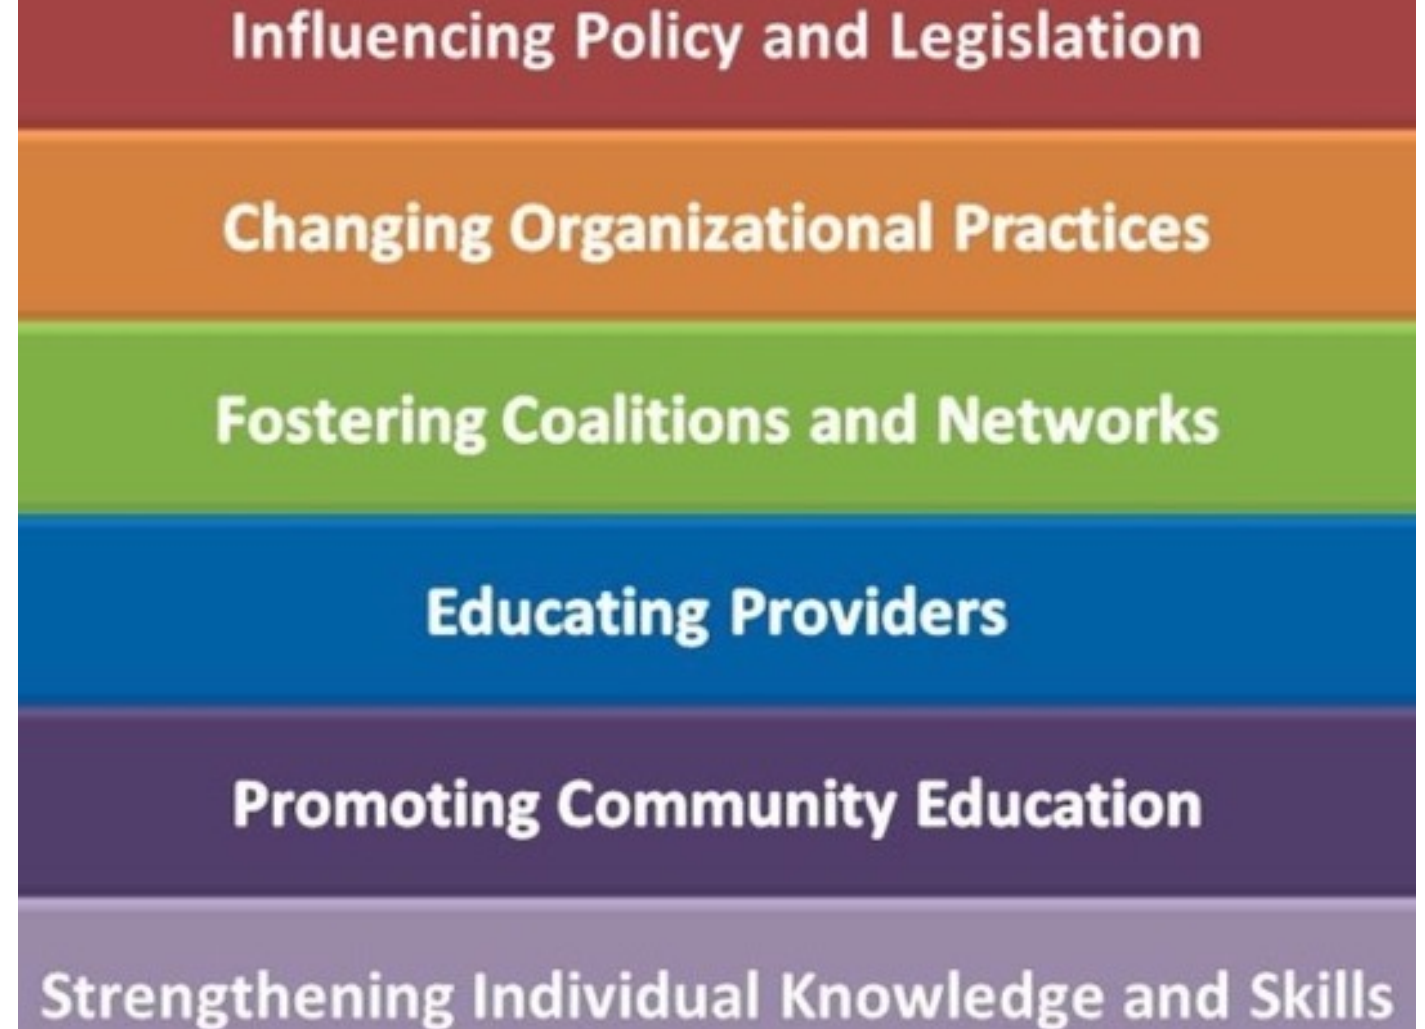 Influencing Policy and Legislation
Changing Organizational Practices
Fostering Coalitions and Networks
Educating Providers
Promoting Community Education
Strengthening Individual Knowledge and Skills